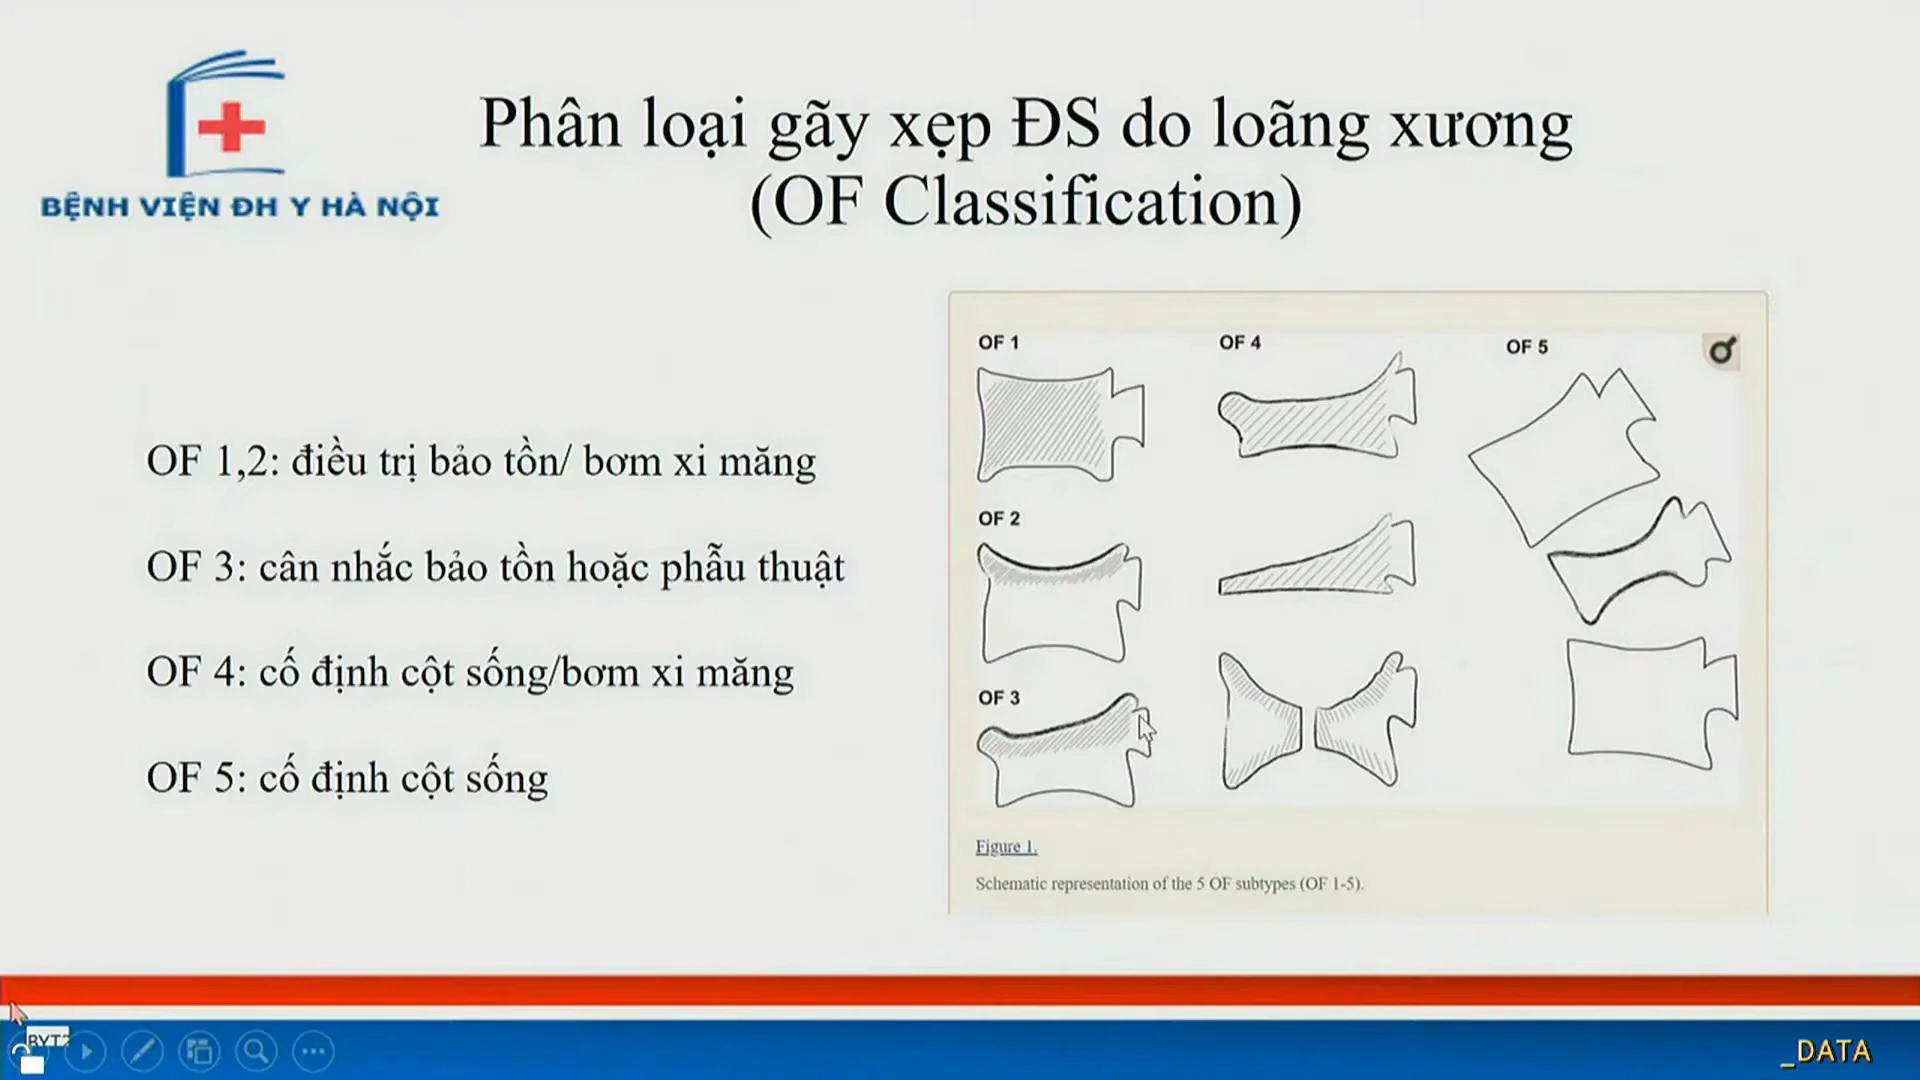 BỆNH VIỆN ĐH Y HÀ NỘI
Phân loại gãy xẹp ĐS do loãng xương
(OF Classification)
OF 1,2: điều trị bảo tồn/ bơm xi măng
OF 3: cân nhắc bảo tồn hoặc phẫu thuật
OF 4: cố định cột sống/bơm xi măng
OF 5: cố định cột sống
OF 1
OF 4
OF 5
OF 2
OF 3
Figure 1.
Schematic representation of the 5 OF subtypes (OF 1-5).
_DATA